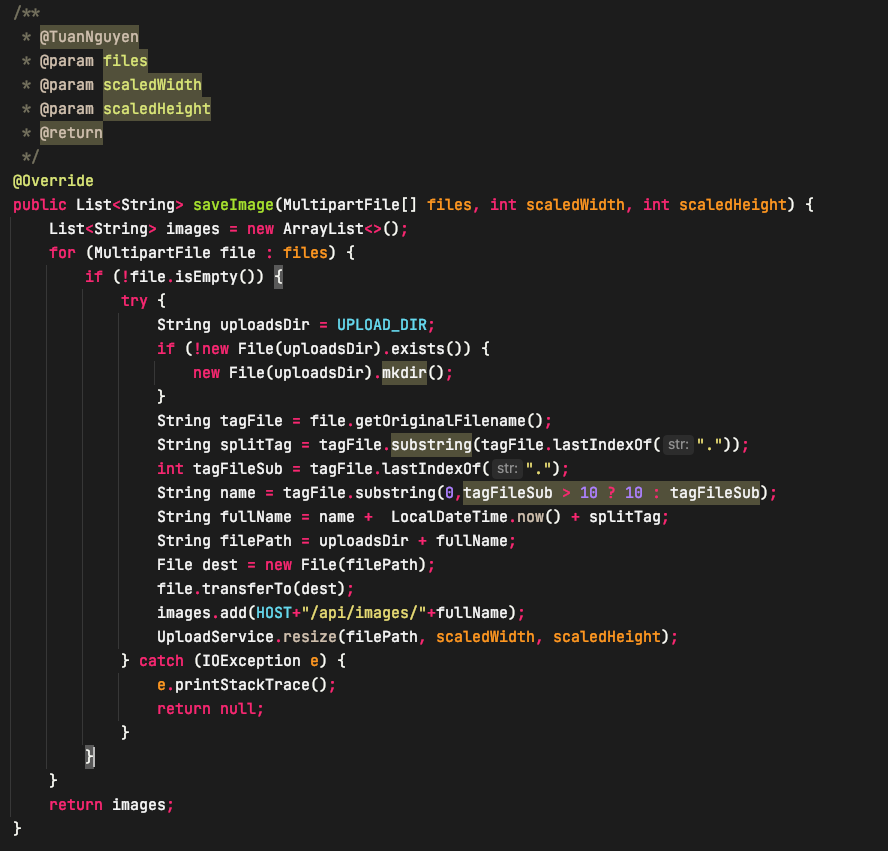 /**
 * @TuanNguyen
 * @param files
 * @param scaledWidth
 * @param scaledHeight
 * @return
 */
@Override
public List<String> saveImage(MultipartFile[] files, int scaledWidth, int scaledHeight) {
    List<String> images = new ArrayList<>();
    for (MultipartFile file : files) {
        if (!file.isEmpty()) {
            try {
                String uploadsDir = UPLOAD_DIR;
                if (!new File(uploadsDir).exists()) {
                    new File(uploadsDir).mkdir();
                }
                String tagFile = file.getOriginalFilename();
                String splitTag = tagFile.substring(tagFile.lastIndexOf( str: "."));
                int tagFileSub = tagFile.lastIndexOf( str: ".");
                String name = tagFile.substring(0,tagFileSub > 10 ? 10 : tagFileSub);
                String fullName = name +  LocalDateTime.now() + splitTag;
                String filePath = uploadsDir + fullName;
                File dest = new File(filePath);
                file.transferTo(dest);
                images.add(HOST+"/api/images/"+fullName);
                UploadService.resize(filePath, scaledWidth, scaledHeight);
            } catch (IOException e) {
                e.printStackTrace();
                return null;
            }
        }
    }
    return images;
}